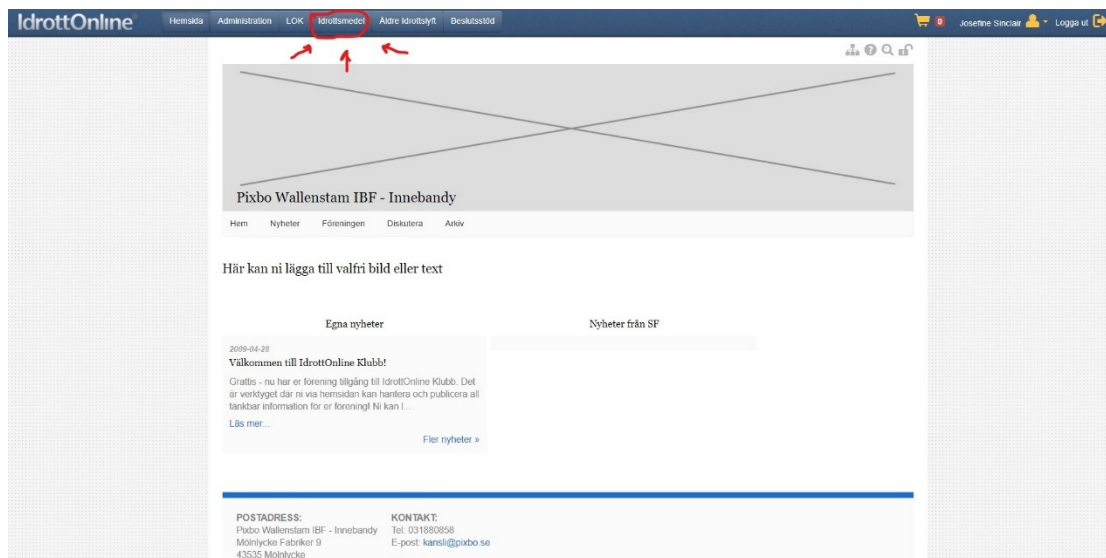 IdrottOnline Hemsida Administration LOK Idrottsmedel Äldre Idrottslyft Beslutsstöd 0 Josefine Sinclair Logga ut
Pixbo Wallenstam IBF - Innebandy
Hem Nyheter Föreningen Diskutera Arkiv
Här kan ni lägga till valfri bild eller text
Egna nyheter Nyheter från SF
2009-04-28
Välkommen till IdrottOnline Klubb!
Grattis - nu har er förening tillgång till IdrottOnline Klubb. Det
är verktyget där ni via hemsidan kan hantera och publicera all
tänkbar information för er förening! Ni kan l...
Läs mer...
Fler nyheter »
POSTADRESS: KONTAKT:
Pixbo Wallenstam IBF - Innebandy Tel: 031880858
Mölnlycke Fabriker 9 E-post: kansli@pixbo.se
43535 Mölnlycke